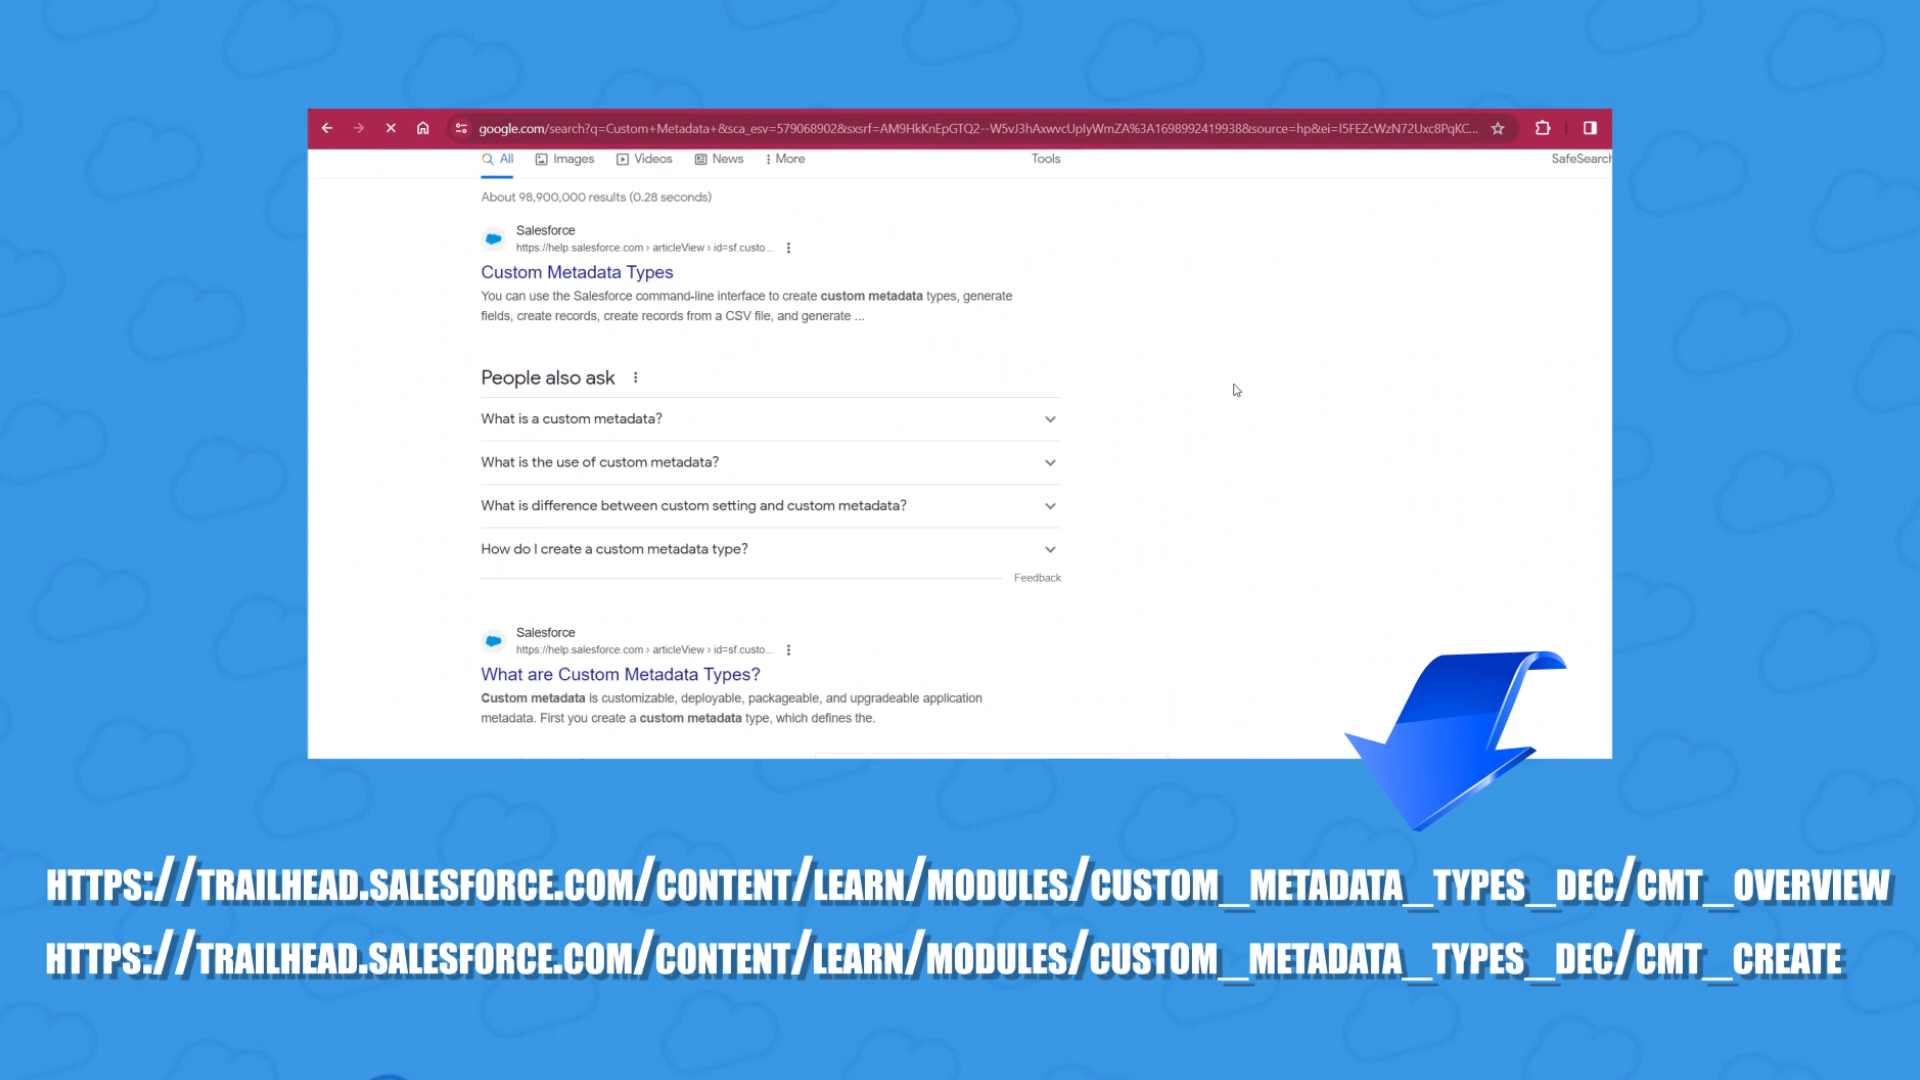 google.com/search?q=Custom+Metadata+&sca_esv=579068902&sxsrf=AM9HkKnEpGTQ2--W5vJ3hAxwvcUpIyWmZA%3A1698992419938&source=hp&ei=I5FEZcWzN72Uxc8PqKC...
All Images Videos News More Tools SafeSearch
About 98,900,000 results (0.28 seconds)
Salesforce
https://help.salesforce.com › articleView › id=sf.custo...
Custom Metadata Types
You can use the Salesforce command-line interface to create custom metadata types, generate
fields, create records, create records from a CSV file, and generate ...
People also ask
What is a custom metadata?
What is the use of custom metadata?
What is difference between custom setting and custom metadata?
How do I create a custom metadata type?
Feedback
Salesforce
https://help.salesforce.com › articleView › id=sf.custo...
What are Custom Metadata Types?
Custom metadata is customizable, deployable, packageable, and upgradeable application
metadata. First you create a custom metadata type, which defines the.
HTTPS://TRAILHEAD.SALESFORCE.COM/CONTENT/LEARN/MODULES/CUSTOM_METADATA_TYPES_DEC/CMT_OVERVIEW
HTTPS://TRAILHEAD.SALESFORCE.COM/CONTENT/LEARN/MODULES/CUSTOM_METADATA_TYPES_DEC/CMT_CREATE